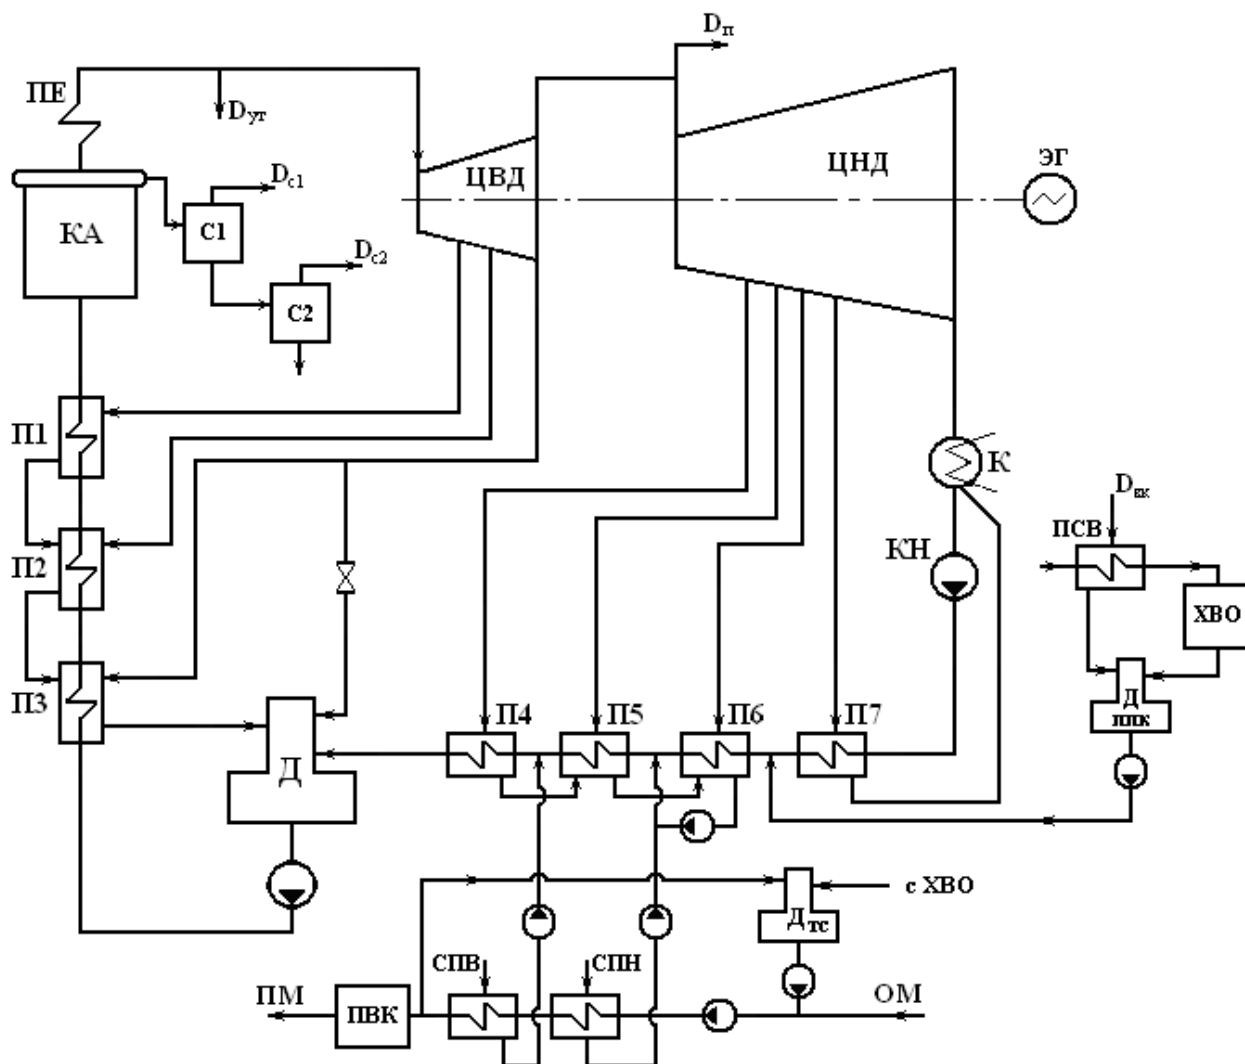 Dп
ПЕ
Dут
ЦВД
ЦНД
ЭГ
Dс1
КА
С1
Dс2
С2
П1
К
Dвк
ПСВ
КН
П2
ХВО
П3
П4
П5
П6
П7
Д
ппк
Д
с ХВО
Дтс
СПВ
СПН
ПМ
ПВК
ОМ